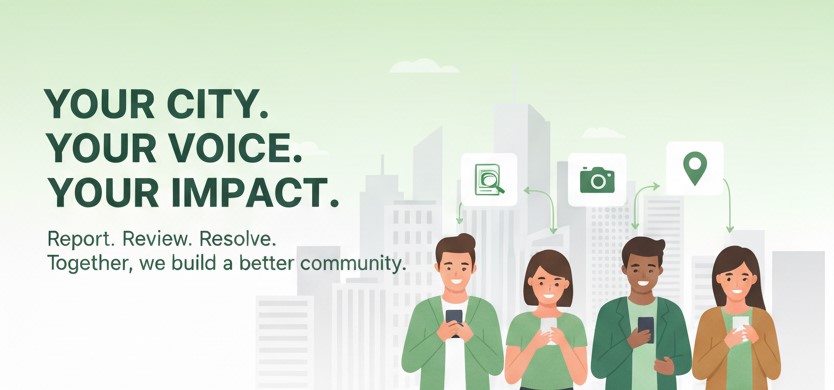 YOUR CITY.
YOUR VOICE.
YOUR IMPACT.
Report. Review. Resolve.
Together, we build a better community.